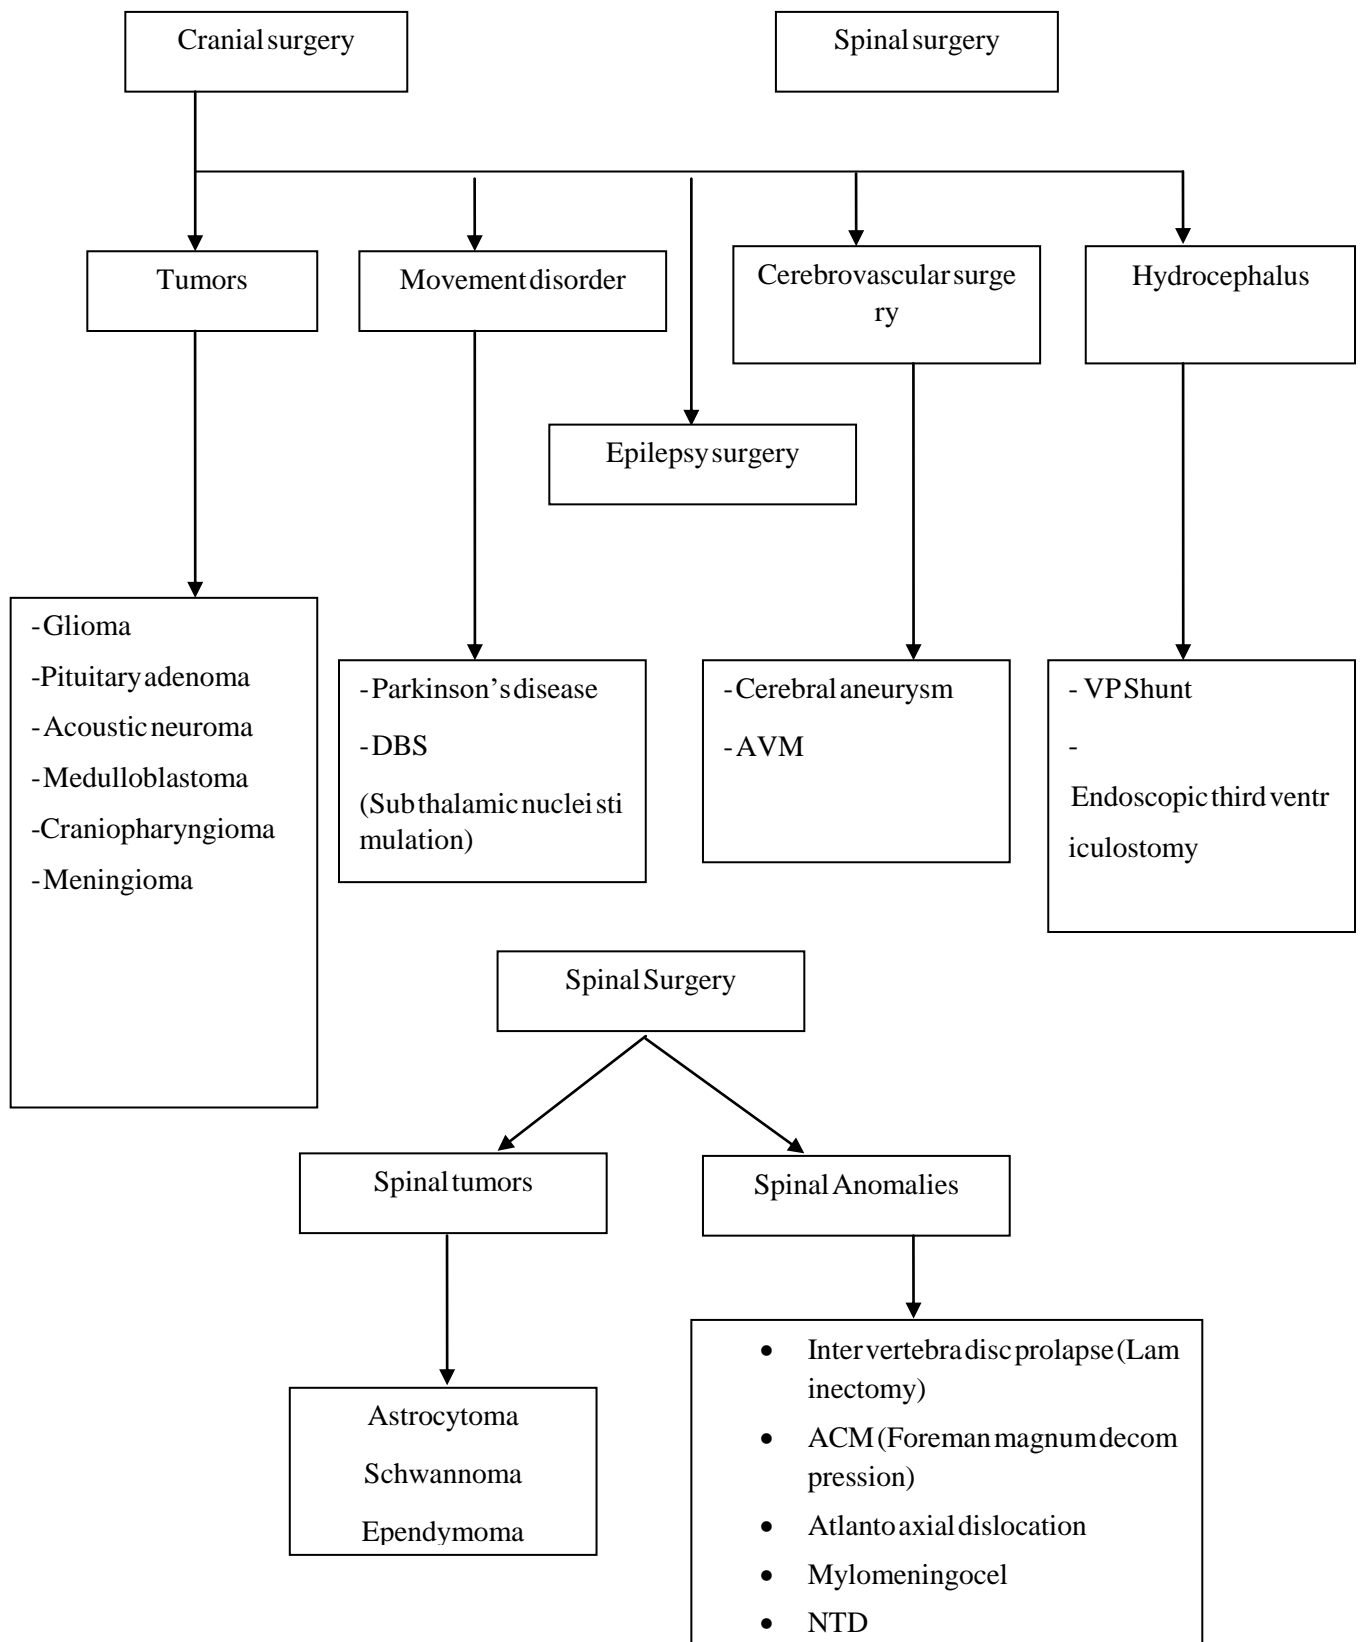 Cranial surgery
Spinal surgery
Tumors
Movement disorder
Cerebrovascular surge
ry
Hydrocephalus
Epilepsy surgery
- Glioma
-Pituitary adenoma
- Acoustic neuroma
- Medulloblastoma
-Craniopharyngioma
- Meningioma
- Parkinson’s disease
- DBS
(Sub thalamic nuclei sti
mulation)
- Cerebral aneurysm
- AVM
- VP Shunt
-
Endoscopic third ventr
iculostomy
Spinal Surgery
Spinal tumors
Spinal Anomalies
Astrocytoma
Schwannoma
Ependymoma
• Inter vertebra disc prolapse (Lam
inectomy)
• ACM (Foreman magnum decom
pression)
• Atlanto axial dislocation
• Mylomeningocel
• NTD